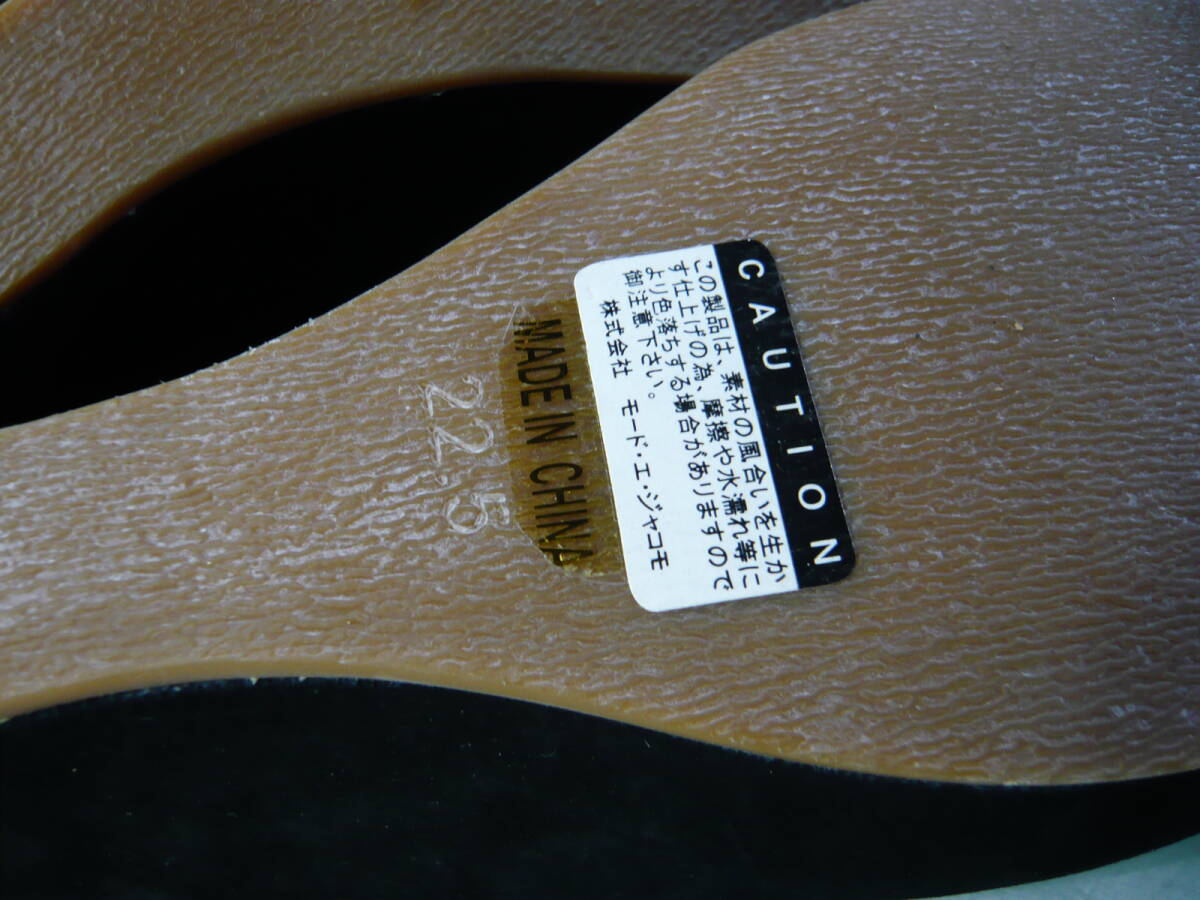 CAUTION
この製品は、素材の風合いを生か
す仕上げの為、摩擦や水濡れ等に
より色落ちする場合がありますので
御注意下さい。
株式会社 モード・エ・ジャコモ
MADE IN CHINA
22.5